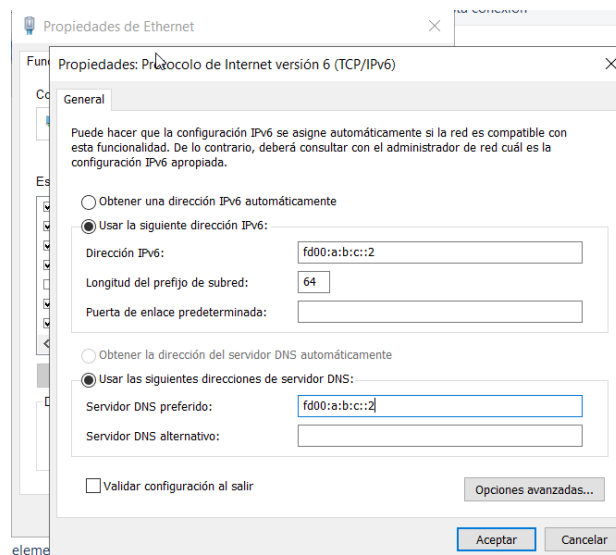 ta conexión
Propiedades de Ethernet
Propiedades: Protocolo de Internet versión 6 (TCP/IPv6)
General
Puede hacer que la configuración IPv6 se asigne automáticamente si la red es compatible con
esta funcionalidad. De lo contrario, deberá consultar con el administrador de red cuál es la
configuración IPv6 apropiada.
Obtener una dirección IPv6 automáticamente
Usar la siguiente dirección IPv6:
Dirección IPv6: fd00:a:b:c::2
Longitud del prefijo de subred: 64
Puerta de enlace predeterminada:
Obtener la dirección del servidor DNS automáticamente
Usar las siguientes direcciones de servidor DNS:
Servidor DNS preferido: fd00:a:b:c::2
Servidor DNS alternativo:
Validar configuración al salir
Opciones avanzadas...
Aceptar Cancelar
eleme